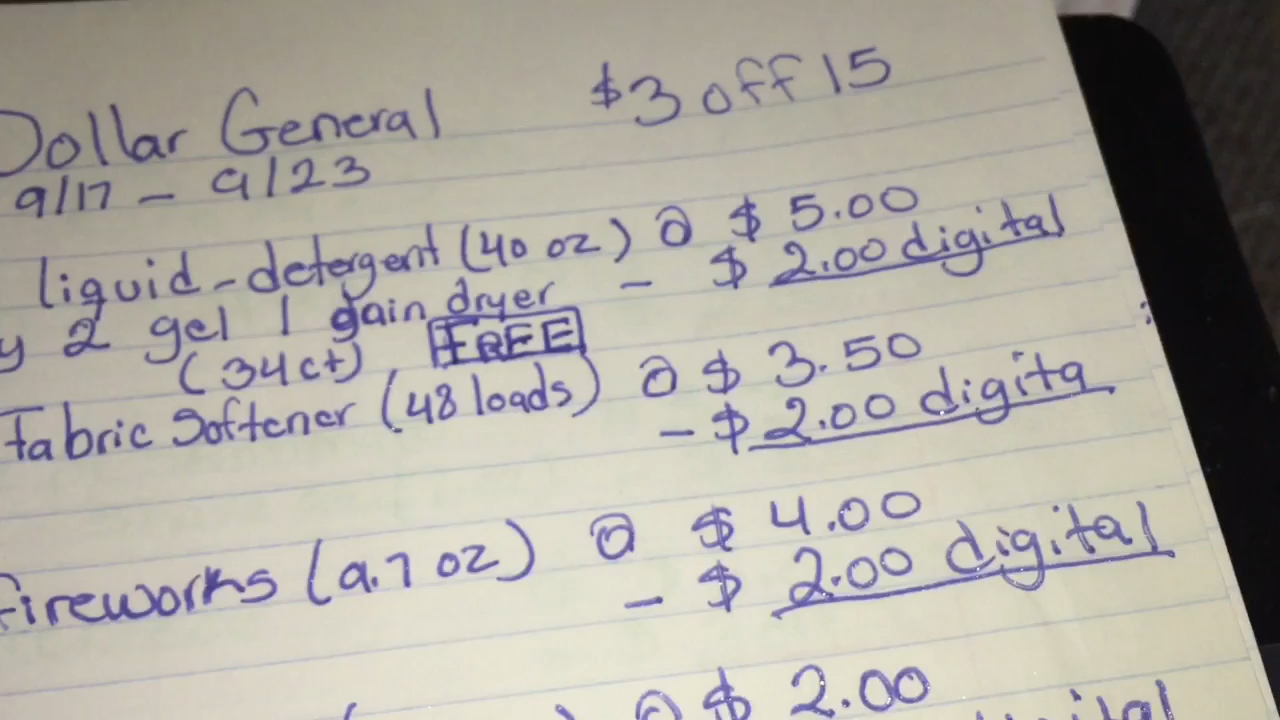 Dollar General $3 off 15
9/17 - 9/23
liquid-detergent (40 oz) @ $ 5.00
- $ 2.00 digital
y 2 gel 1 gain dryer
(34ct) FREE
fabric Softener (48 loads) @ $ 3.50
- $ 2.00 digita
fireworks (9.7 oz) @ $ 4.00
- $ 2.00 digital
@ $ 2.00
digital